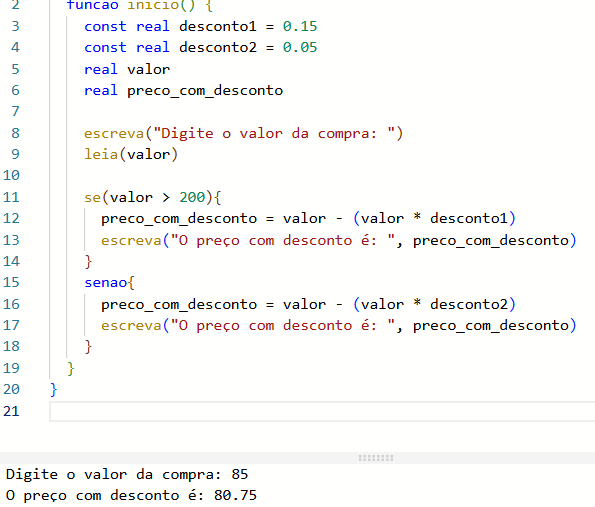 2 funcao inicio() {
3 const real desconto1 = 0.15
4 const real desconto2 = 0.05
5 real valor
6 real preco_com_desconto
7
8 escreva("Digite o valor da compra: ")
9 leia(valor)
10
11 se(valor > 200){
12 preco_com_desconto = valor - (valor * desconto1)
13 escreva("O preço com desconto é: ", preco_com_desconto)
14 }
15 senao{
16 preco_com_desconto = valor - (valor * desconto2)
17 escreva("O preço com desconto é: ", preco_com_desconto)
18 }
19 }
20 }
21
Digite o valor da compra: 85
O preço com desconto é: 80.75